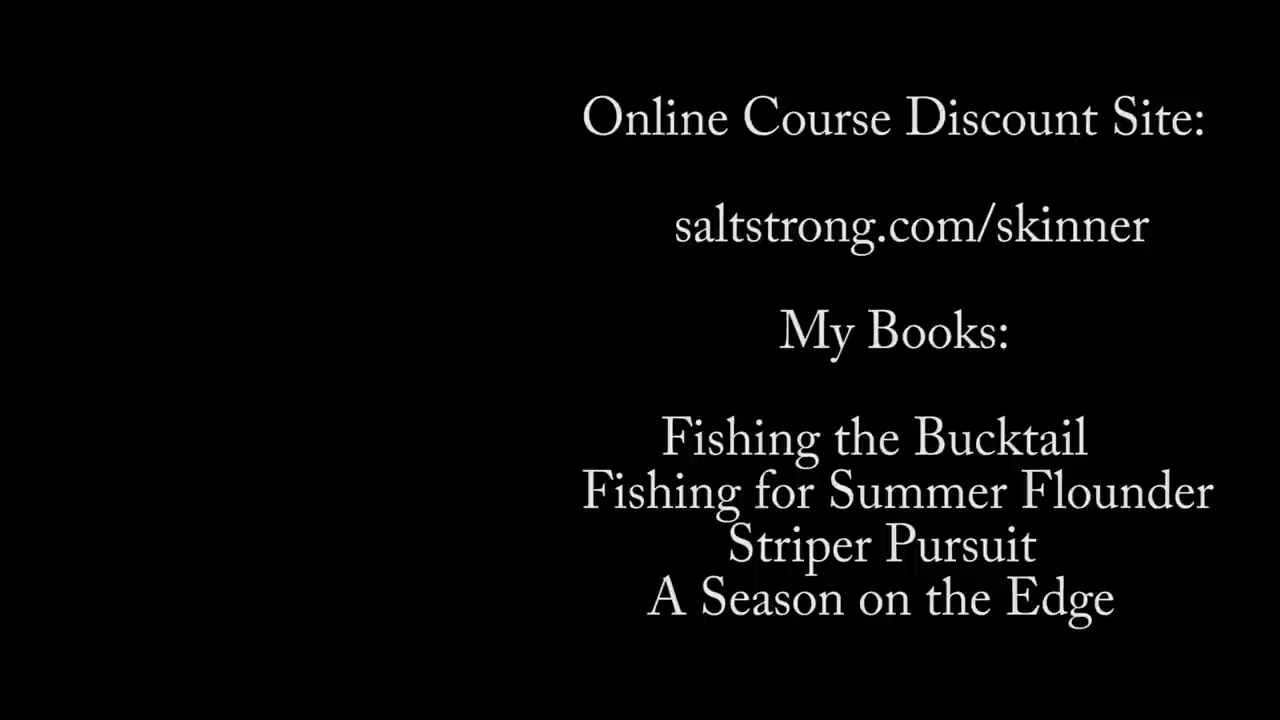 Online Course Discount Site:
saltstrong.com/skinner
My Books:
Fishing the Bucktail
Fishing for Summer Flounder
Striper Pursuit
A Season on the Edge